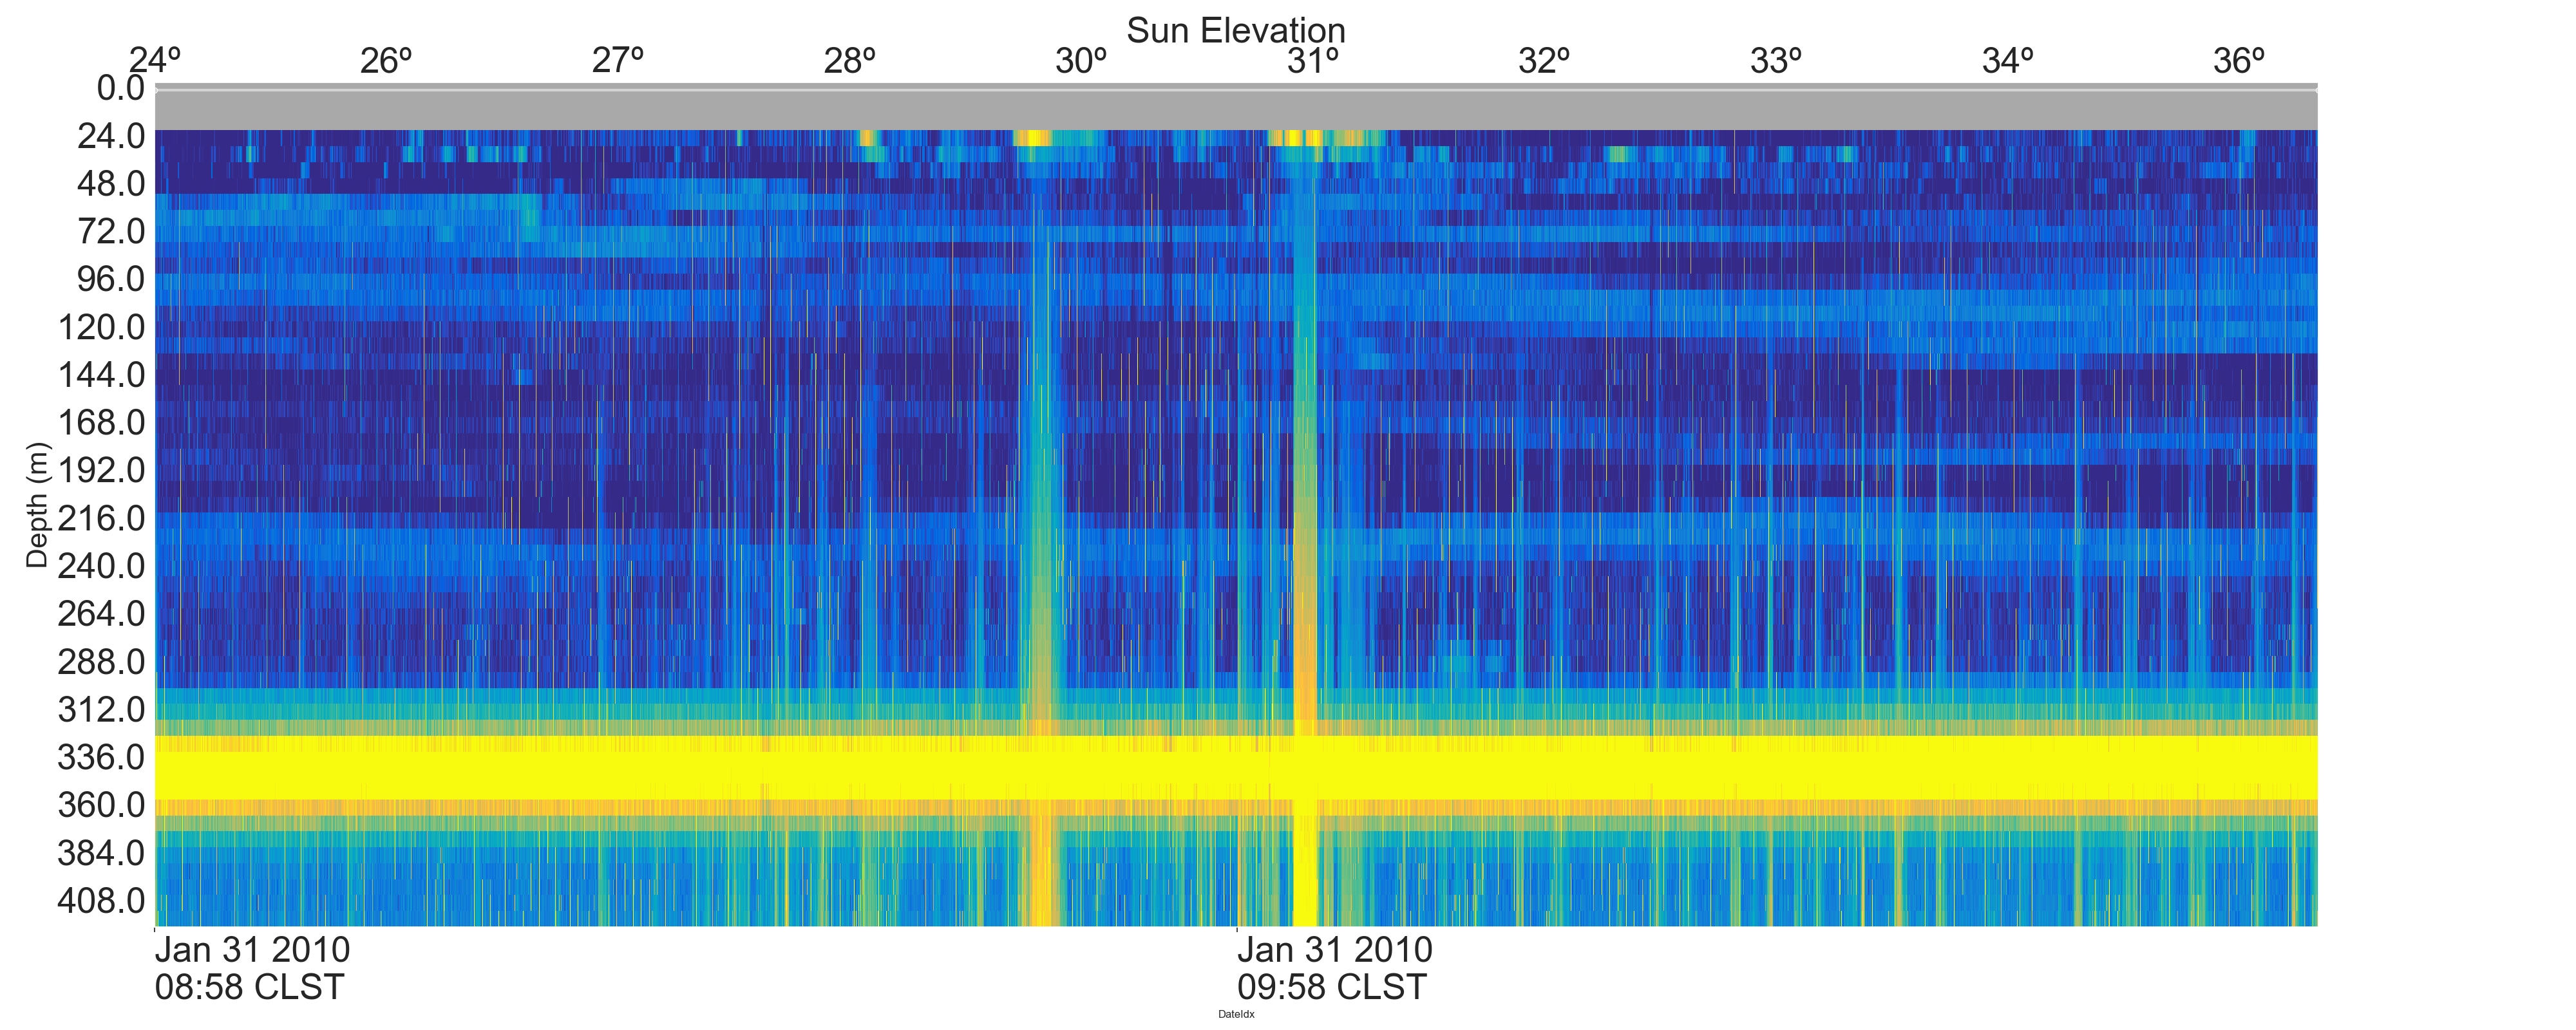 Sun Elevation
24º 26º 27º 28º 30º 31º 32º 33º 34º 36º
0.0
24.0
48.0
72.0
96.0
120.0
144.0
168.0
192.0
216.0
240.0
264.0
288.0
312.0
336.0
360.0
384.0
408.0
Depth (m)
Jan 31 2010
08:58 CLST
Jan 31 2010
09:58 CLST
DateIdx